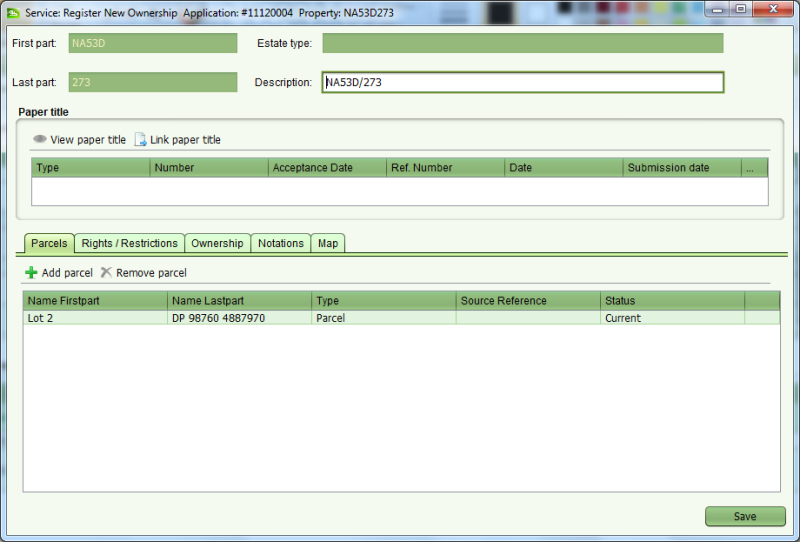 Service: Register New Ownership  Application: #11120004  Property: NA53D273
First part: NA53D Estate type:
Last part: 273 Description: NA53D/273
Paper title
View paper title Link paper title
Type Number Acceptance Date Ref. Number Date Submission date ...
Parcels Rights / Restrictions Ownership Notations Map
Add parcel Remove parcel
Name Firstpart Name Lastpart Type Source Reference Status
Lot 2 DP 98760 4887970 Parcel Current
Save